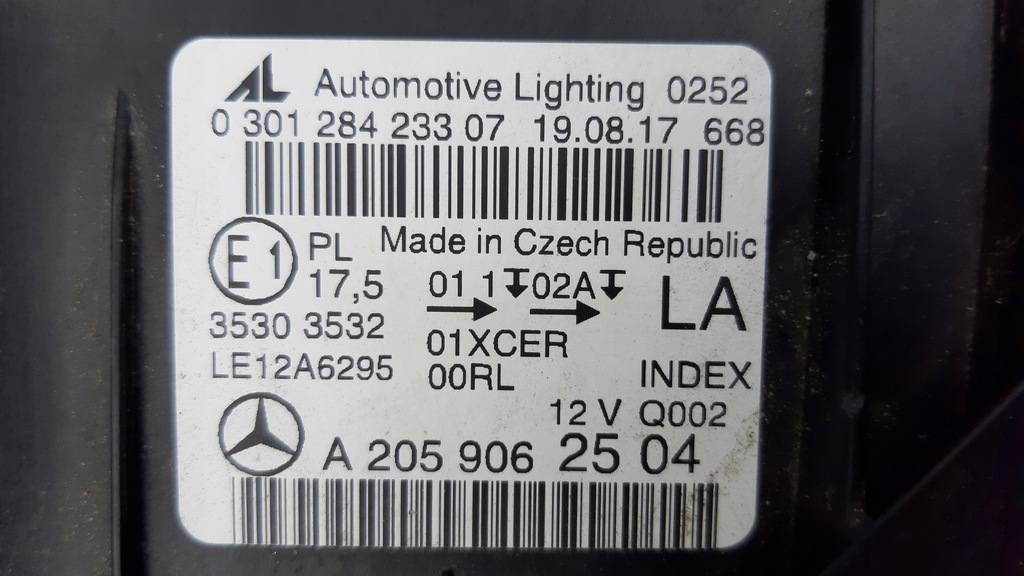 AL Automotive Lighting 0252
0 301 284 233 07 19.08.17 668
E1 PL Made in Czech Republic
17,5 01 1 02A LA
3530 3532 01XCER
LE12A6295 00RL INDEX
12 V Q002
A 205 906 25 04